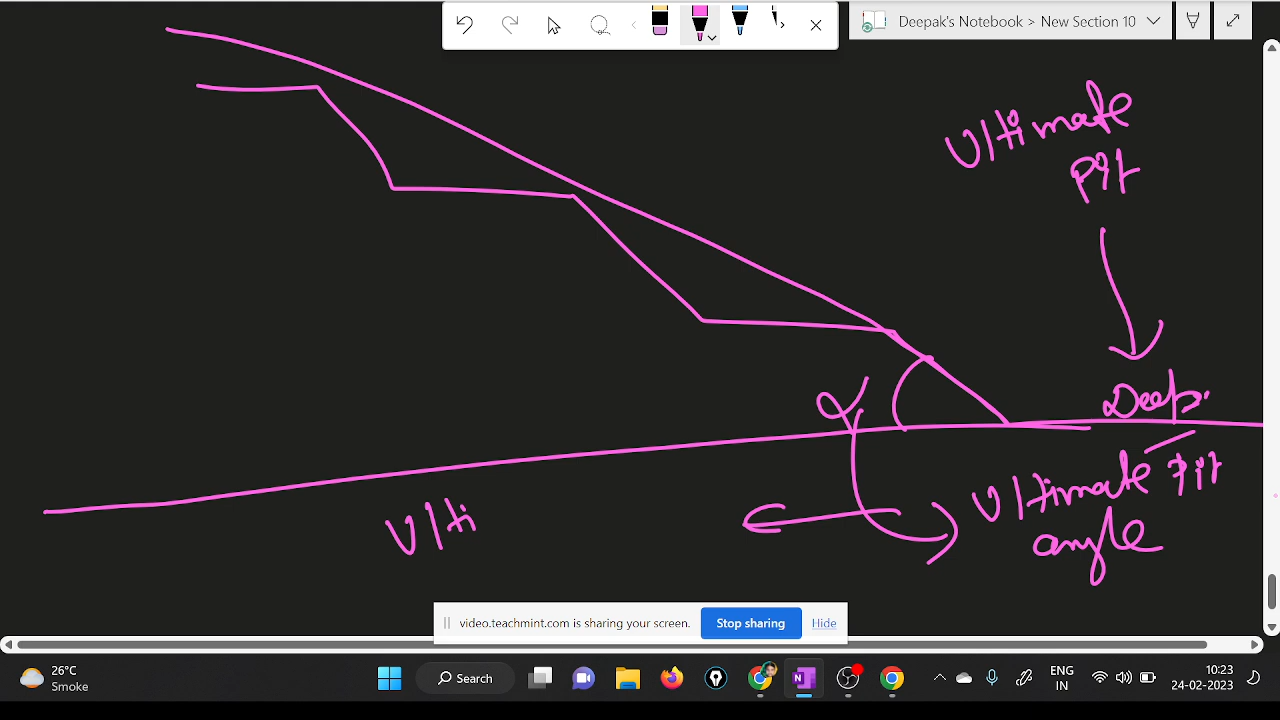 Deepak's Notebook > New Section 10
Ultimate
pit
Deep.
α
Ultimate Pit
angle
Ulti
video.teachmint.com is sharing your screen.
Stop sharing
Hide
26°C
Smoke
Search
ENG
IN
10:23
24-02-2023